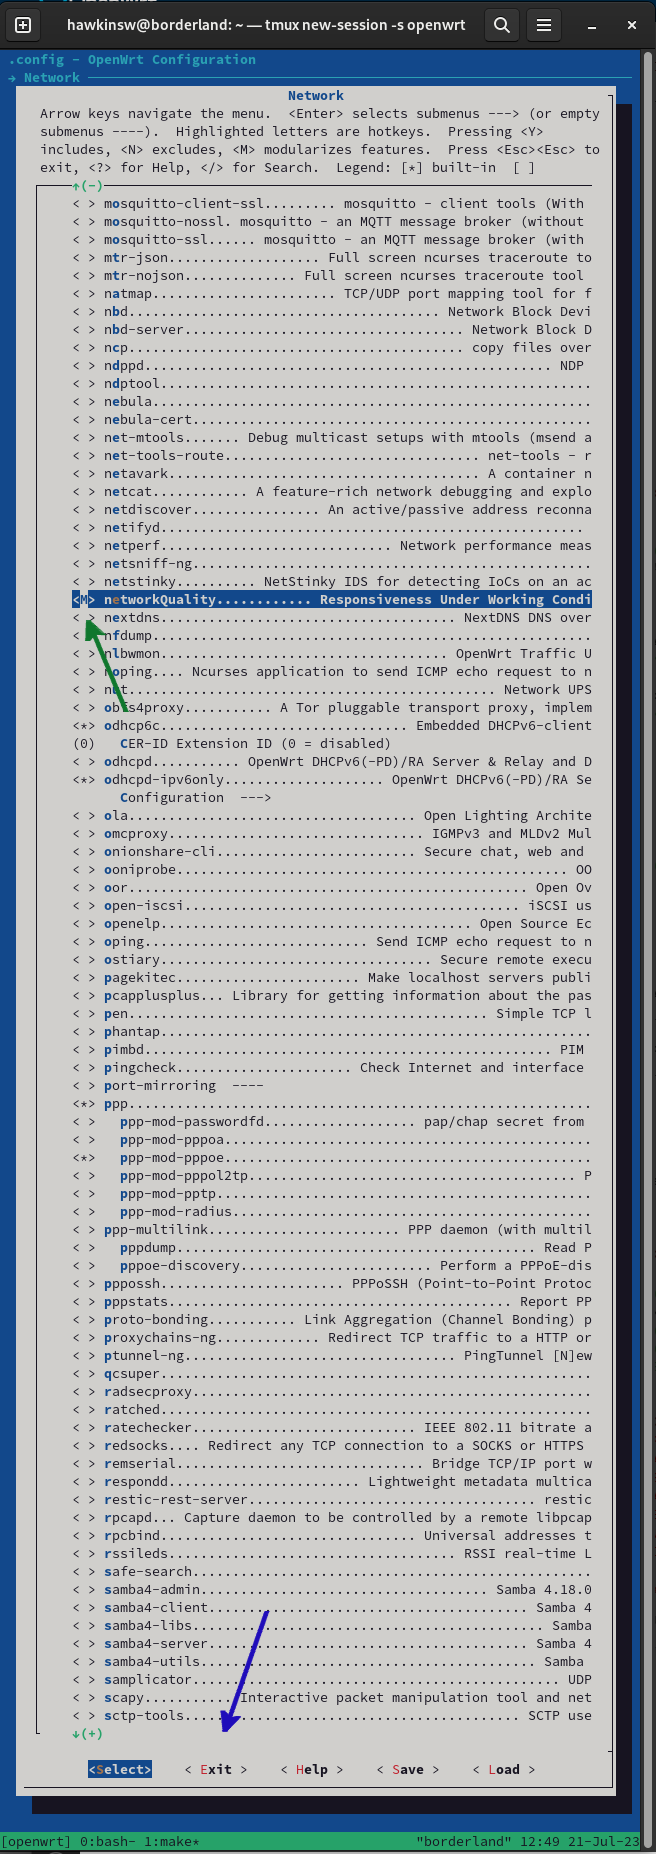 hawkinsw@borderland: ~ — tmux new-session -s openwrt
.config - OpenWrt Configuration
→ Network
Network
Arrow keys navigate the menu.  <Enter> selects submenus ---> (or empty
submenus ----).  Highlighted letters are hotkeys.  Pressing <Y>
includes, <N> excludes, <M> modularizes features.  Press <Esc><Esc> to
exit, <?> for Help, </> for Search.  Legend: [*] built-in  [ ]
↑(-)
< > mosquitto-client-ssl......... mosquitto - client tools (With
< > mosquitto-nossl. mosquitto - an MQTT message broker (without
< > mosquitto-ssl...... mosquitto - an MQTT message broker (with
< > mtr-json................... Full screen ncurses traceroute to
< > mtr-nojson.............. Full screen ncurses traceroute tool
< > natmap....................... TCP/UDP port mapping tool for f
< > nbd....................................... Network Block Devi
< > nbd-server................................... Network Block D
< > ncp.......................................... copy files over
< > ndppd................................................... NDP
< > ndptool......................................................
< > nebula.......................................................
< > nebula-cert..................................................
< > net-mtools....... Debug multicast setups with mtools (msend a
< > net-tools-route................................. net-tools - r
< > netavark....................................... A container n
< > netcat............ A feature-rich network debugging and explo
< > netdiscover................ An active/passive address reconna
< > netifyd......................................................
< > netperf............................. Network performance meas
< > netsniff-ng..................................................
< > netstinky.......... NetStinky IDS for detecting IoCs on an ac
<M> networkQuality............ Responsiveness Under Working Condi
< > nextdns...................................... NextDNS DNS over
< > nfdump.......................................................
< > nlbwmon..................................... OpenWrt Traffic U
< > noping.... Ncurses application to send ICMP echo request to n
< > nut.............................................. Network UPS
< > obfs4proxy............ A Tor pluggable transport proxy, implem
<*> odhcp6c............................... Embedded DHCPv6-client
(0)   CER-ID Extension ID (0 = disabled)
< > odhcpd.......... OpenWrt DHCPv6(-PD)/RA Server & Relay and D
<*> odhcpd-ipv6only..................... OpenWrt DHCPv6(-PD)/RA Se
Configuration  --->
< > ola.................................... Open Lighting Archite
< > omcproxy................................. IGMPv3 and MLDv2 Mul
< > onionshare-cli......................... Secure chat, web and
< > ooniprobe.................................................. OO
< > oor................................................... Open Ov
< > open-iscsi........................................... iSCSI us
< > openelp....................................... Open Source Ec
< > oping............................ Send ICMP echo request to n
< > ostiary.................................. Secure remote execu
< > pagekitec........................ Make localhost servers publi
< > pcapplusplus... Library for getting information about the pas
< > pen............................................. Simple TCP l
< > phantap......................................................
< > pimbd................................................... PIM
< > pingcheck...................... Check Internet and interface
< > port-mirroring  ----
<*> ppp..........................................................
< >   ppp-mod-passwordfd................... pap/chap secret from
< >   ppp-mod-pppoa..............................................
<*>   ppp-mod-pppoe..............................................
< >   ppp-mod-pppol2tp.......................................... P
< >   ppp-mod-pptp...............................................
< >   ppp-mod-radius.............................................
< > ppp-multilink......................... PPP daemon (with multil
< >   pppdump............................................. Read P
< >   pppoe-discovery........................ Perform a PPPoE-dis
< > pppossh....................... PPPoSSH (Point-to-Point Protoc
< > pppstats............................................ Report PP
< > proto-bonding........... Link Aggregation (Channel Bonding) p
< > proxychains-ng............. Redirect TCP traffic to a HTTP or
< > ptunnel-ng.................................. PingTunnel [N]ew
< > qcsuper......................................................
< > radsecproxy..................................................
< > ratched......................................................
< > ratechecker............................ IEEE 802.11 bitrate a
< > redsocks.... Redirect any TCP connection to a SOCKS or HTTPS
< > remserial................................ Bridge TCP/IP port w
< > respondd......................... Lightweight metadata multica
< > restic-rest-server.................................... restic
< > rpcapd... Capture daemon to be controlled by a remote libpcap
< > rpcbind................................ Universal addresses t
< > rssileds.................................... RSSI real-time L
< > safe-search..................................................
< > samba4-admin.................................... Samba 4.18.0
< > samba4-client......................................... Samba 4
< > samba4-libs............................................ Samba
< > samba4-server......................................... Samba 4
< > samba4-utils.......................................... Samba
< > samplicator............................................... UDP
< > scapy............ Interactive packet manipulation tool and net
< > sctp-tools.......................................... SCTP use
↓(+)
<Select>    < Exit >    < Help >    < Save >    < Load >
[openwrt] 0:bash- 1:make*    "borderland" 12:49 21-Jul-23